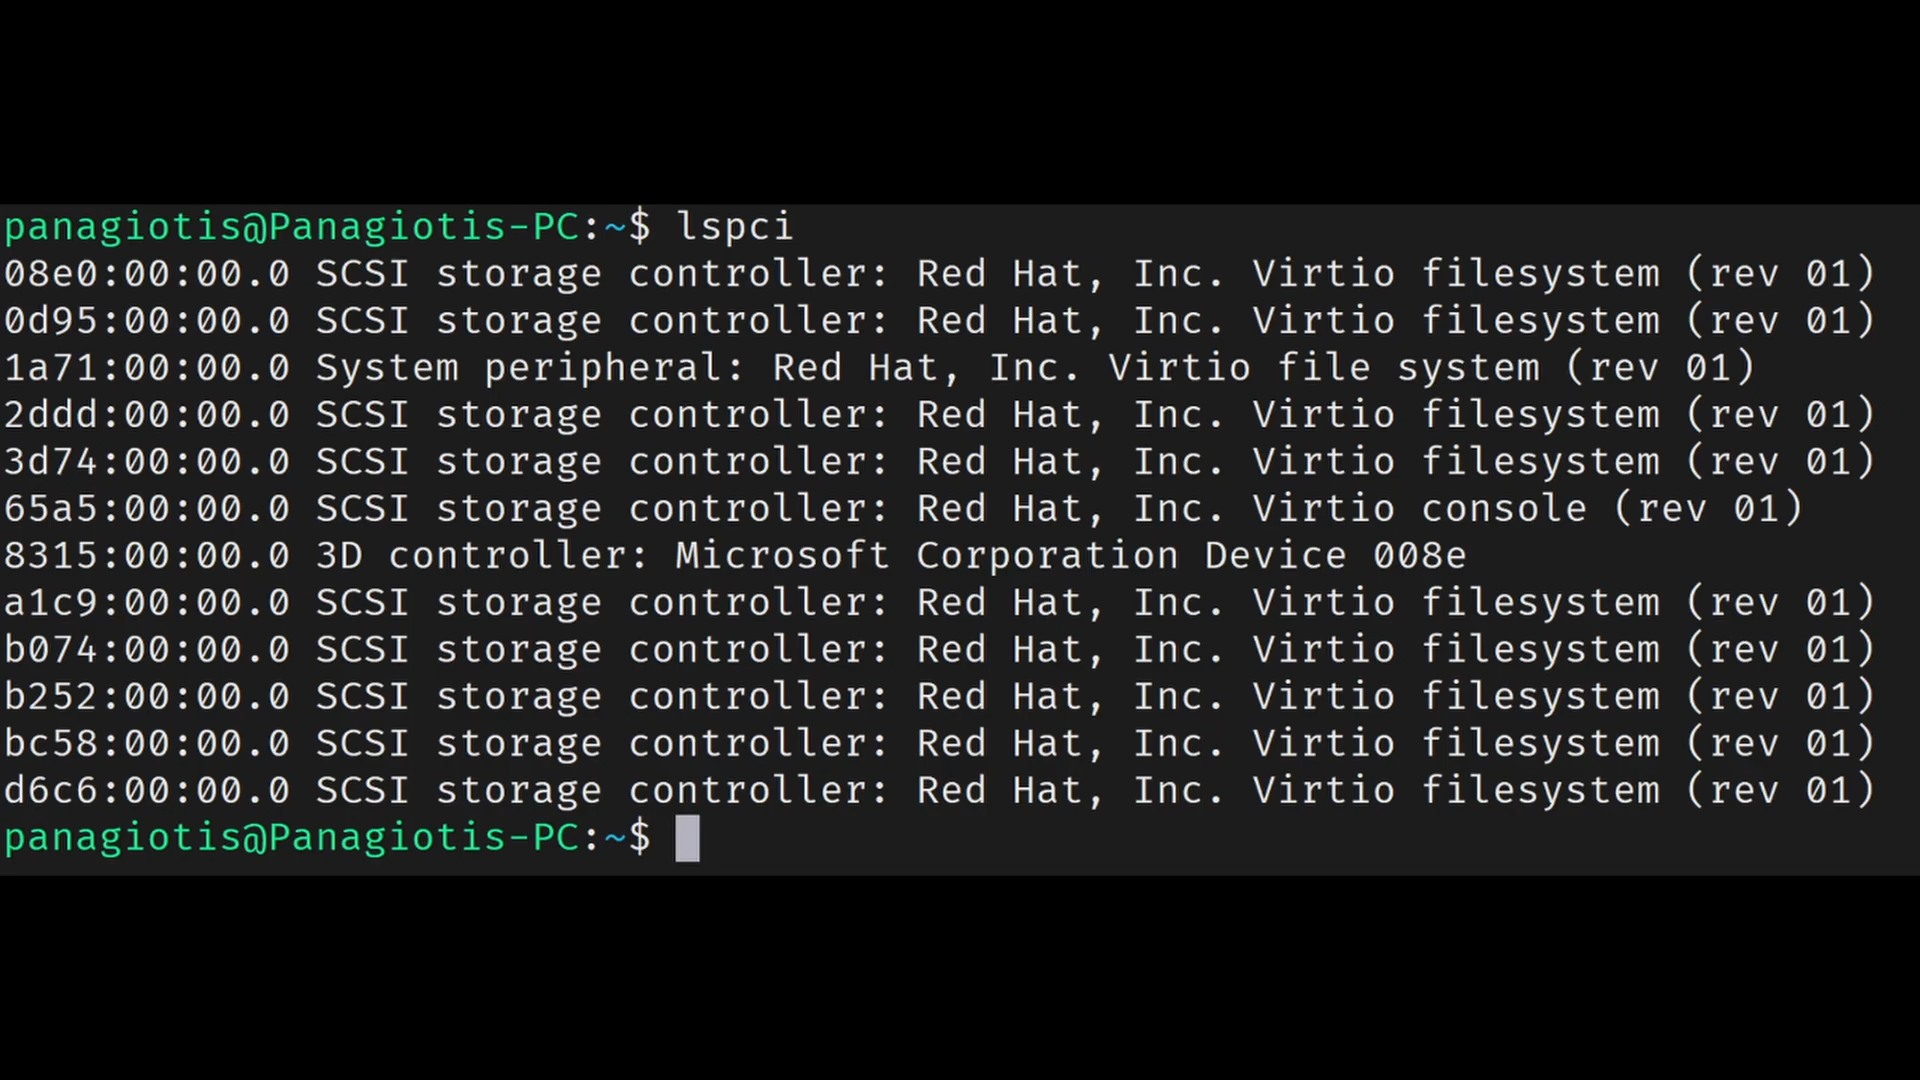 panagiotis@Panagiotis-PC:~$ lspci
08e0:00:00.0 SCSI storage controller: Red Hat, Inc. Virtio filesystem (rev 01)
0d95:00:00.0 SCSI storage controller: Red Hat, Inc. Virtio filesystem (rev 01)
1a71:00:00.0 System peripheral: Red Hat, Inc. Virtio file system (rev 01)
2ddd:00:00.0 SCSI storage controller: Red Hat, Inc. Virtio filesystem (rev 01)
3d74:00:00.0 SCSI storage controller: Red Hat, Inc. Virtio filesystem (rev 01)
65a5:00:00.0 SCSI storage controller: Red Hat, Inc. Virtio console (rev 01)
8315:00:00.0 3D controller: Microsoft Corporation Device 008e
a1c9:00:00.0 SCSI storage controller: Red Hat, Inc. Virtio filesystem (rev 01)
b074:00:00.0 SCSI storage controller: Red Hat, Inc. Virtio filesystem (rev 01)
b252:00:00.0 SCSI storage controller: Red Hat, Inc. Virtio filesystem (rev 01)
bc58:00:00.0 SCSI storage controller: Red Hat, Inc. Virtio filesystem (rev 01)
d6c6:00:00.0 SCSI storage controller: Red Hat, Inc. Virtio filesystem (rev 01)
panagiotis@Panagiotis-PC:~$